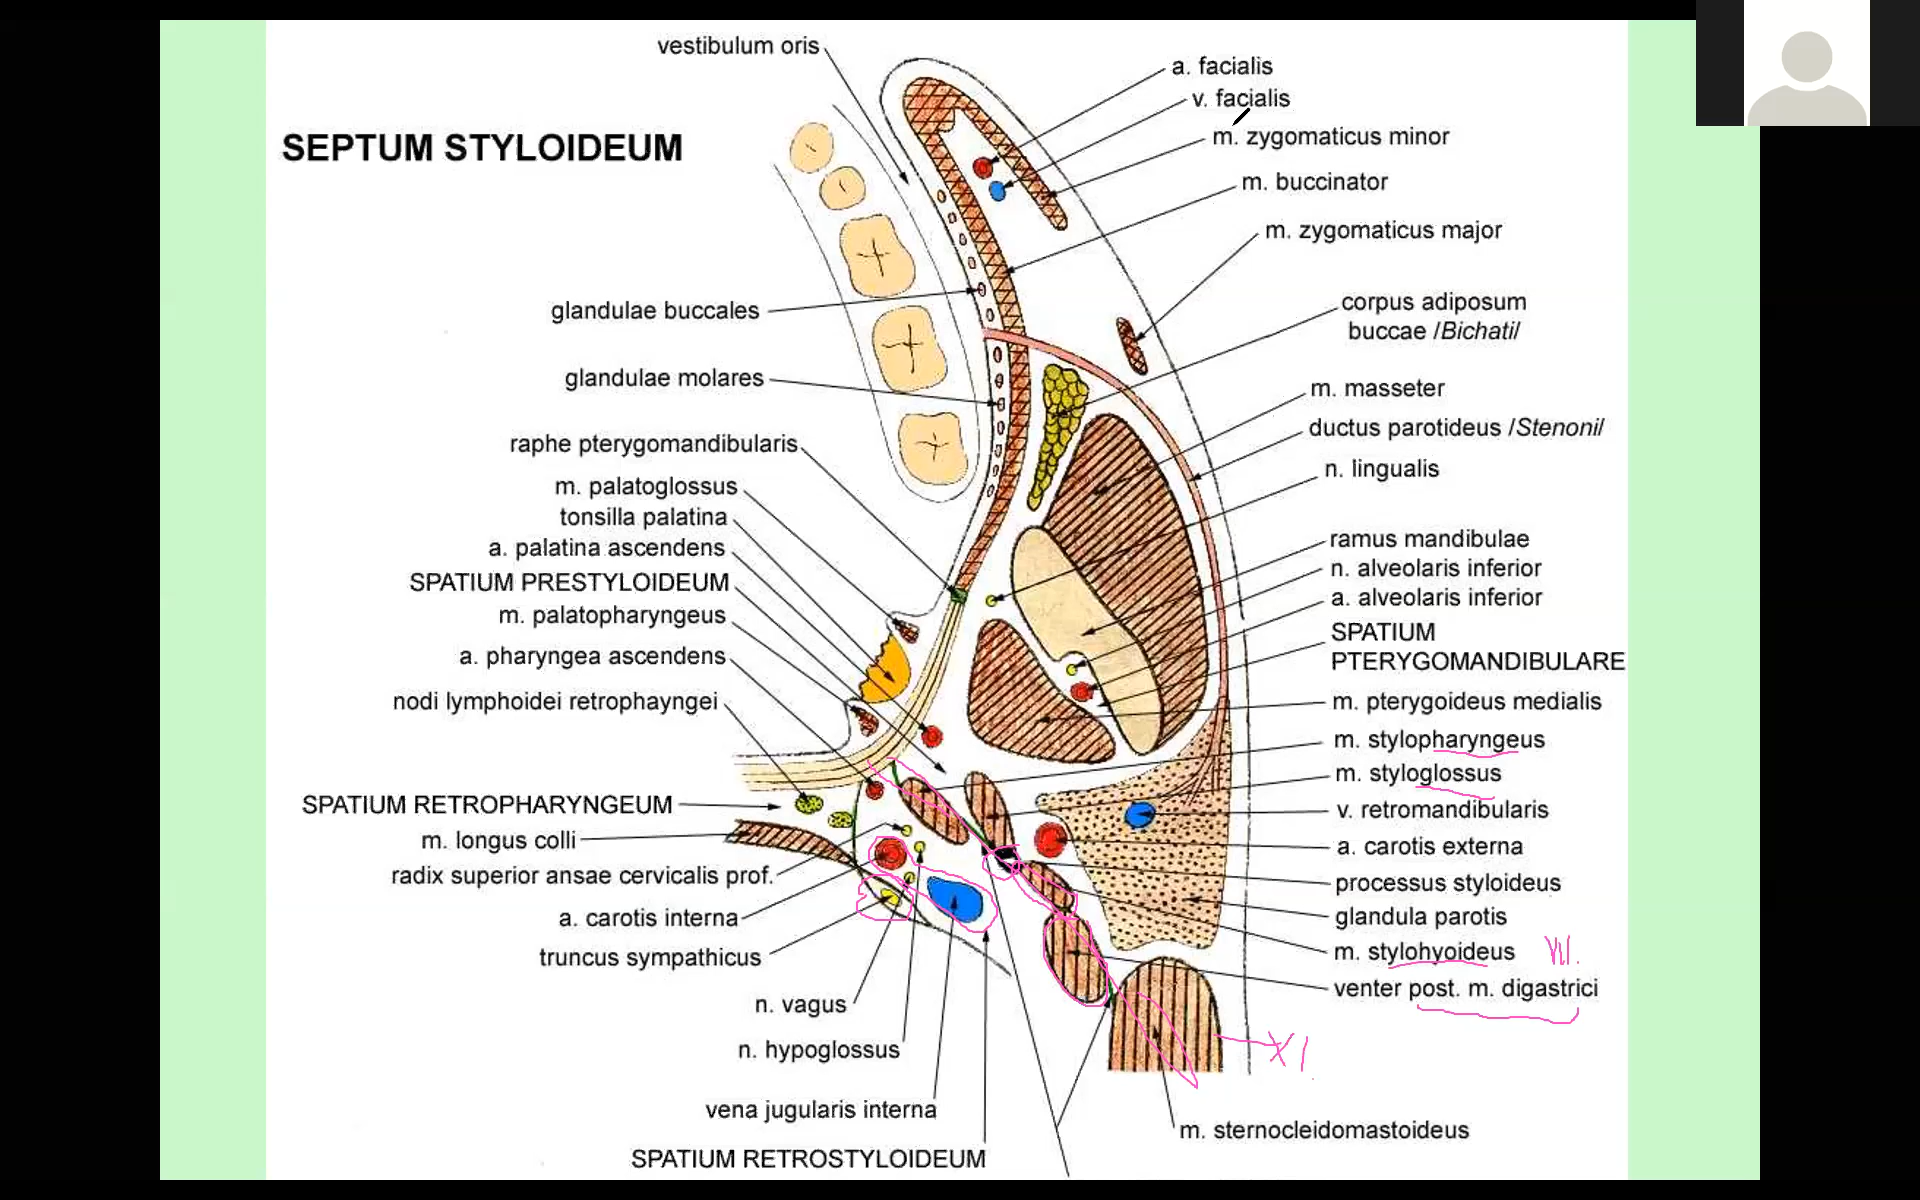 SEPTUM STYLOIDEUM
vestibulum oris
glandulae buccales
glandulae molares
raphe pterygomandibularis
m. palatoglossus
tonsilla palatina
a. palatina ascendens
SPATIUM PRESTYLOIDEUM
m. palatopharyngeus
a. pharyngea ascendens
nodi lymphoidei retrophayngei
SPATIUM RETROPHARYNGEUM
m. longus colli
radix superior ansae cervicalis prof.
a. carotis interna
truncus sympathicus
n. vagus
n. hypoglossus
vena jugularis interna
SPATIUM RETROSTYLOIDEUM
a. facialis
v. facialis
m. zygomaticus minor
m. buccinator
m. zygomaticus major
corpus adiposum
buccae /Bichatil
m. masseter
ductus parotideus /Stenonil
n. lingualis
ramus mandibulae
n. alveolaris inferior
a. alveolaris inferior
SPATIUM
PTERYGOMANDIBULARE
m. pterygoideus medialis
m. stylopharyngeus
m. styloglossus
v. retromandibularis
a. carotis externa
processus styloideus
glandula parotis
m. stylohyoideus VII.
venter post. m. digastrici
XI.
m. sternocleidomastoideus